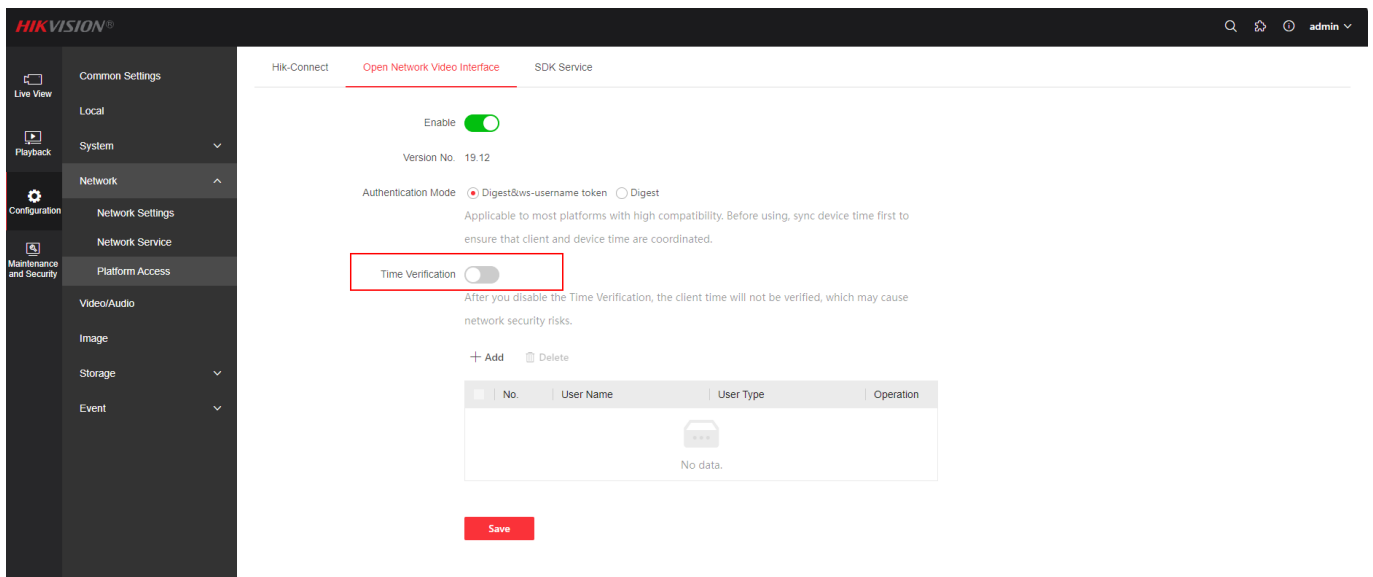 HIKVISION®
admin
Live View
Playback
Configuration
Maintenance
and Security
Common Settings
Local
System
Network
Network Settings
Network Service
Platform Access
Video/Audio
Image
Storage
Event
Hik-Connect Open Network Video Interface SDK Service
Enable
Version No. 19.12
Authentication Mode Digest&ws-username token Digest
Applicable to most platforms with high compatibility. Before using, sync device time first to
ensure that client and device time are coordinated.
Time Verification
After you disable the Time Verification, the client time will not be verified, which may cause
network security risks.
+ Add Delete
No. User Name User Type Operation
No data.
Save